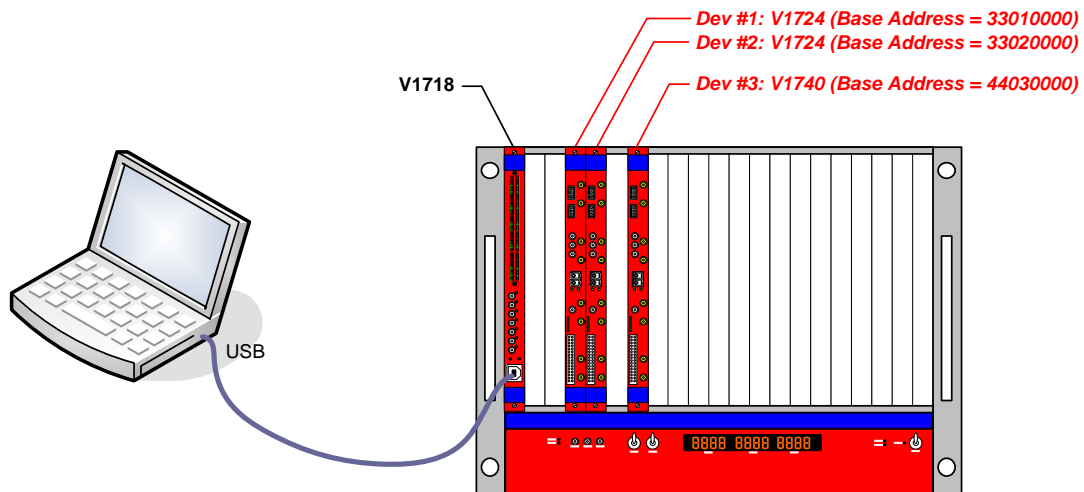 Dev #1: V1724 (Base Address = 33010000)
Dev #2: V1724 (Base Address = 33020000)
V1718
Dev #3: V1740 (Base Address = 44030000)
USB
8888 8888 8888